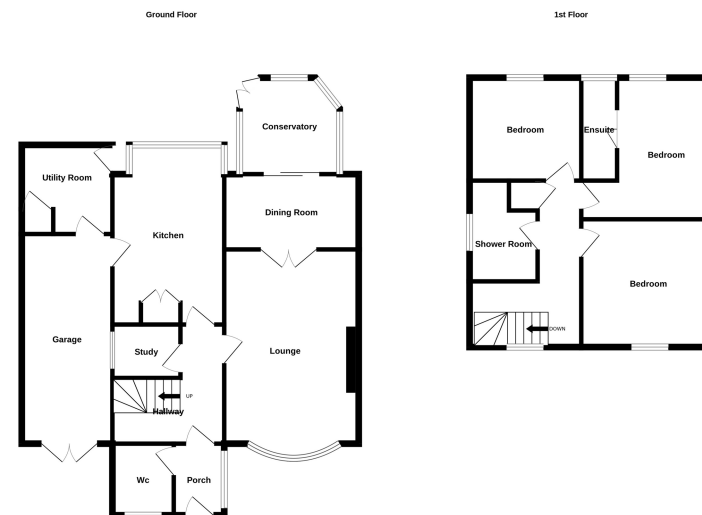 Ground Floor
1st Floor
Conservatory
Utility Room
Dining Room
Kitchen
Garage
Study
Lounge
UP
Hallway
Wc
Porch
Bedroom
Ensuite
Bedroom
Shower Room
Bedroom
DOWN